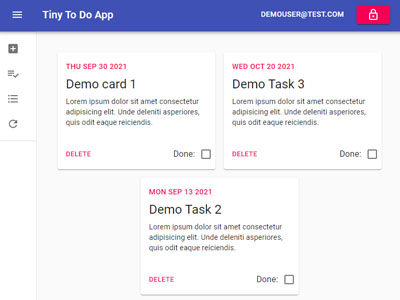 Tiny To Do App
DEMOUSER@TEST.COM
THU SEP 30 2021
Demo card 1
Lorem ipsum dolor sit amet consectetur
adipisicing elit. Unde deleniti asperiores,
quis odit eaque reiciendis.
DELETE
Done:
WED OCT 20 2021
Demo Task 3
Lorem ipsum dolor sit amet consectetur
adipisicing elit. Unde deleniti asperiores,
quis odit eaque reiciendis.
DELETE
Done:
MON SEP 13 2021
Demo Task 2
Lorem ipsum dolor sit amet consectetur
adipisicing elit. Unde deleniti asperiores,
quis odit eaque reiciendis.
DELETE
Done: